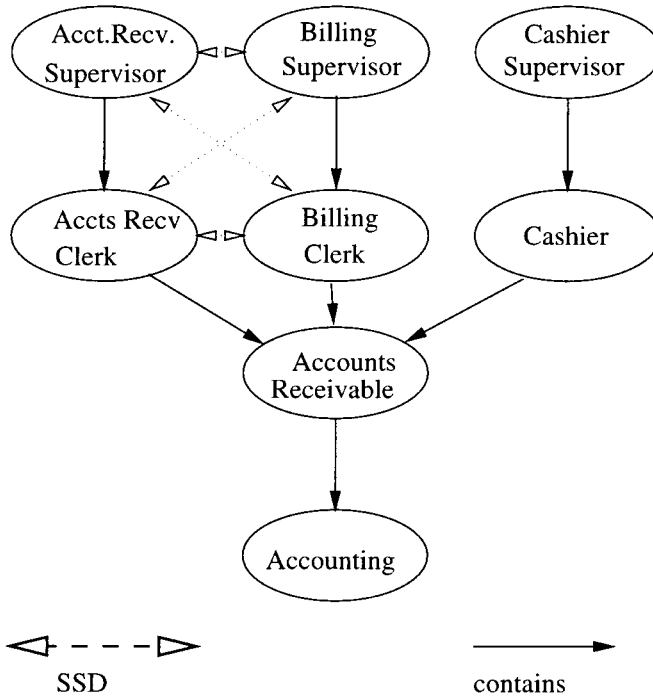 Acct.Recv.
Supervisor
Billing
Supervisor
Cashier
Supervisor
Accts Recv
Clerk
Billing
Clerk
Cashier
Accounts
Receivable
Accounting
SSD
contains